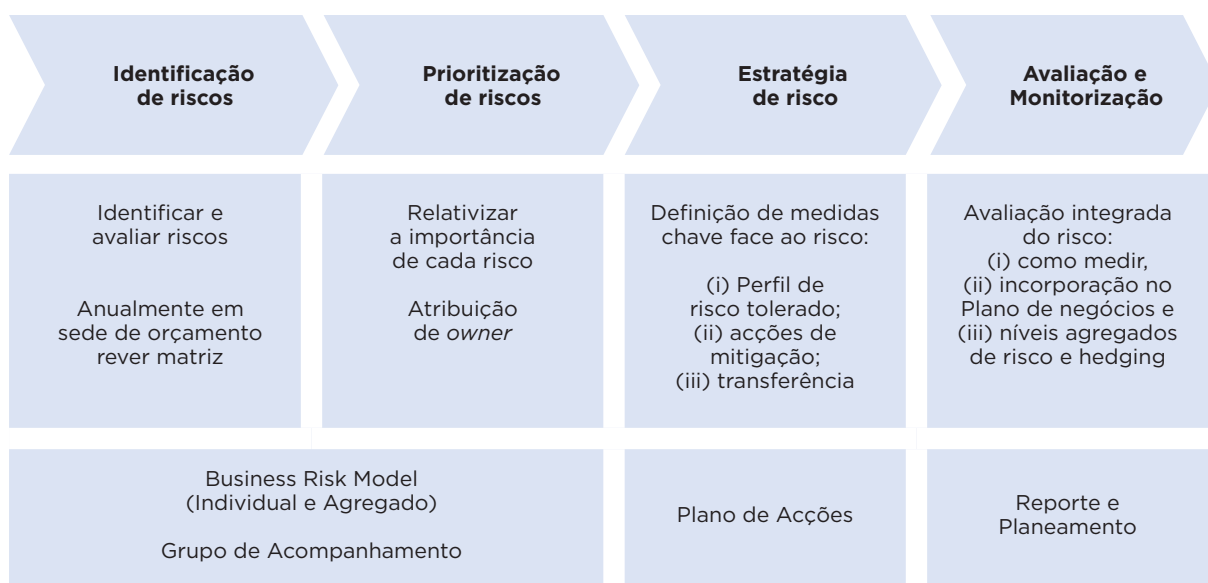 Identificação
de riscos
Prioritização
de riscos
Estratégia
de risco
Avaliação e
Monitorização
Identificar e
avaliar riscos
Anualmente em
sede de orçamento
rever matriz
Relativizar
a importância
de cada risco
Atribuição
de owner
Definição de medidas
chave face ao risco:
(i) Perfil de
risco tolerado;
(ii) acções de
mitigação;
(iii) transferência
Avaliação integrada
do risco:
(i) como medir,
(ii) incorporação no
Plano de negócios e
(iii) níveis agregados
de risco e hedging
Business Risk Model
(Individual e Agregado)
Grupo de Acompanhamento
Plano de Acções
Reporte e
Planeamento